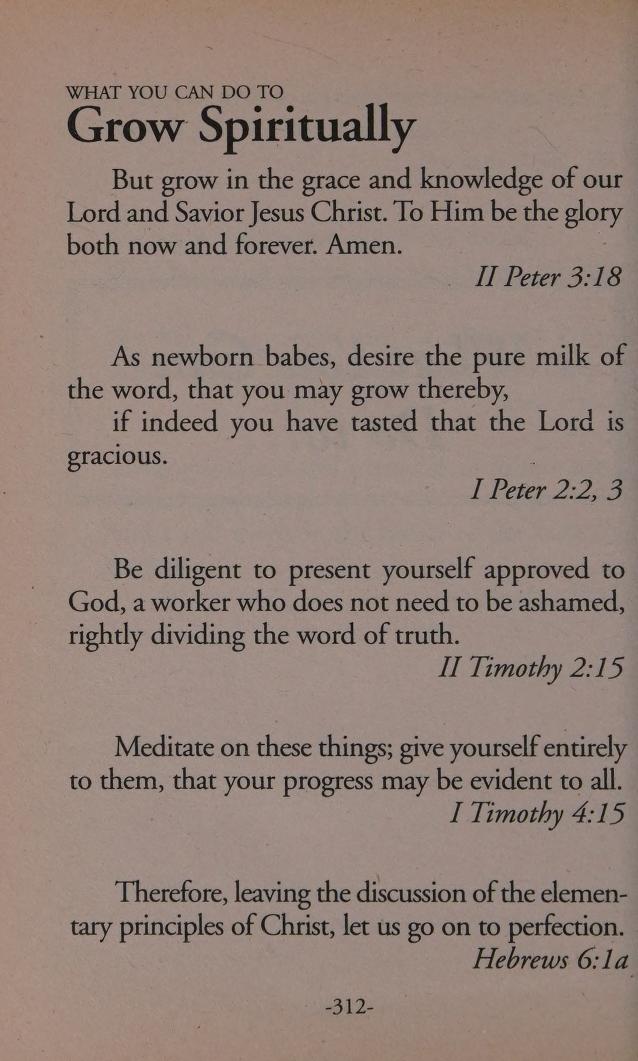 WHAT YOU CAN DO TO
Grow Spiritually
But grow in the grace and knowledge of our
Lord and Savior Jesus Christ. To Him be the glory
both now and forever. Amen.
II Peter 3:18
As newborn babes, desire the pure milk of
the word, that you may grow thereby,
if indeed you have tasted that the Lord is
gracious.
I Peter 2:2, 3
Be diligent to present yourself approved to
God, a worker who does not need to be ashamed,
rightly dividing the word of truth.
II Timothy 2:15
Meditate on these things; give yourself entirely
to them, that your progress may be evident to all.
I Timothy 4:15
Therefore, leaving the discussion of the elemen-
tary principles of Christ, let us go on to perfection.
Hebrews 6:1a
-312-